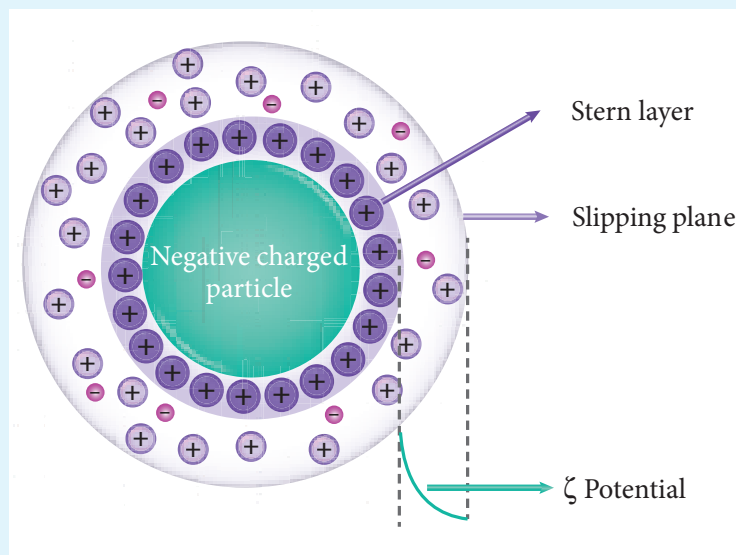 Stern layer
Slipping plane
Negative charged
particle
ζ Potential